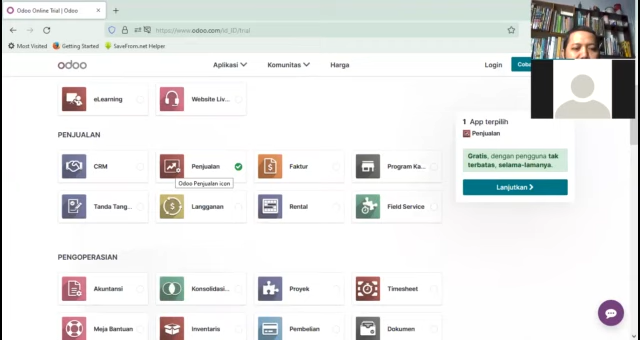 Odoo Online Trial | Odoo
https://www.odoo.com/id_ID/trial
Most Visited
Getting Started
SaveFrom.net Helper
odoo
Aplikasi
Komunitas
Harga
Login
eLearning
Website Liv...
PENJUALAN
CRM
Penjualan
Faktur
Program Ka...
Odoo Penjualan icon
Tanda Tang...
Langganan
Rental
Field Service
PENGOPERASIAN
Akuntansi
Konsolidasi...
Proyek
Timesheet
Meja Bantuan
Inventaris
Pembelian
Dokumen
1 App terpilih
Penjualan
Gratis, dengan pengguna tak
terbatas, selama-lamanya.
Lanjutkan